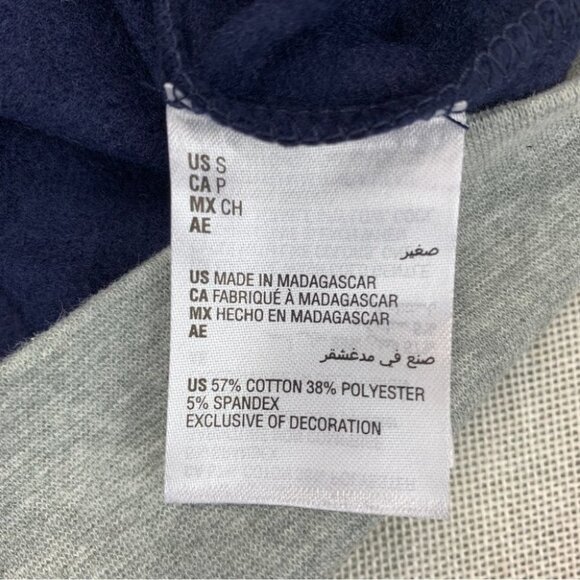 US S
CA P
MX CH
AE
صغير
US MADE IN MADAGASCAR
CA FABRIQUÉ À MADAGASCAR
MX HECHO EN MADAGASCAR
AE
صنع في مدغشقر
US 57% COTTON 38% POLYESTER
5% SPANDEX
EXCLUSIVE OF DECORATION